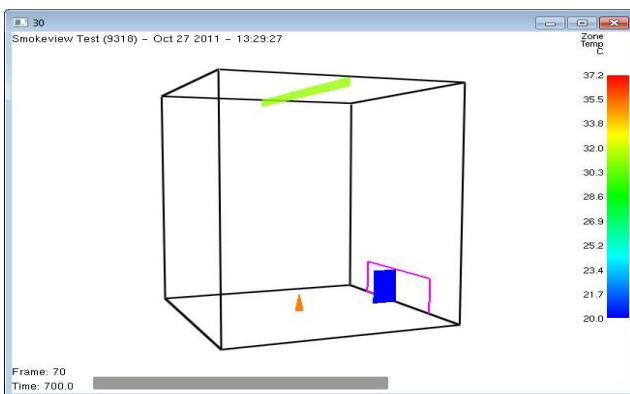 30
Smokeview Test (9318) - Oct 27 2011 - 13:29:27
Zone
Temp
C
37.2
35.5
33.8
32.0
30.3
28.6
26.9
25.2
23.4
21.7
20.0
Frame: 70
Time: 700.0